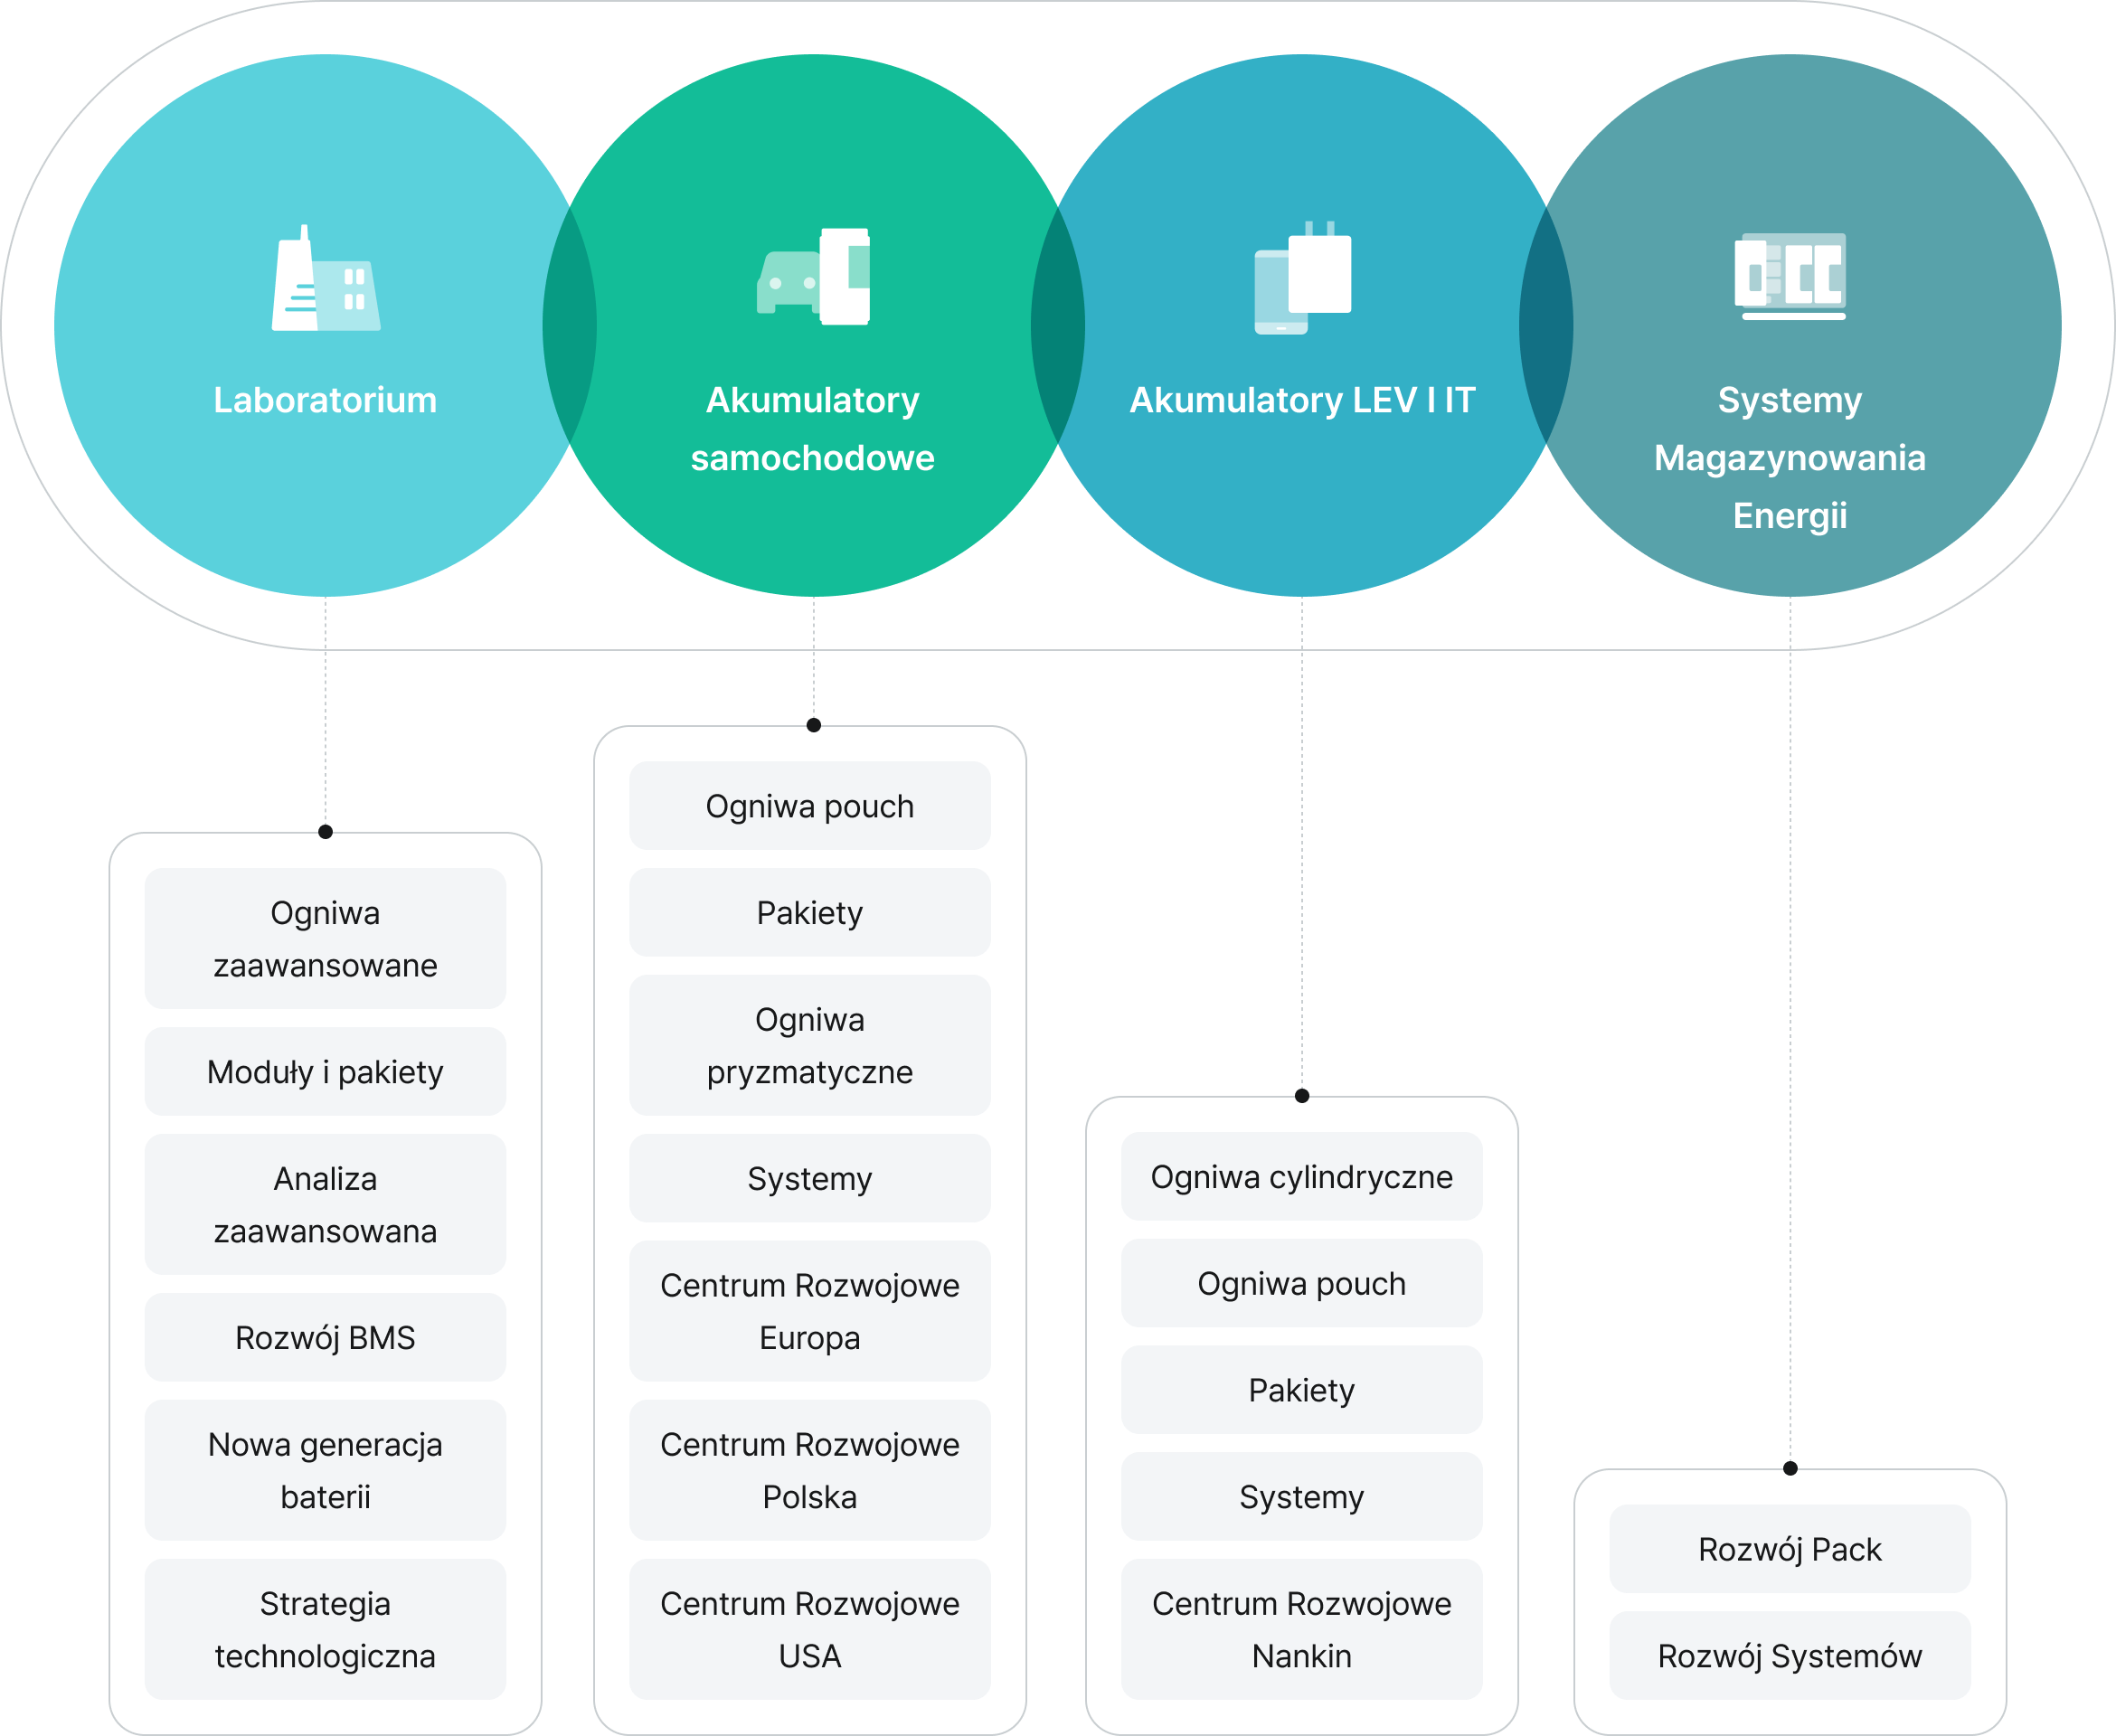 Laboratorium
Akumulatory
samochodowe
Akumulatory LEV I IT
Systemy
Magazynowania
Energii
Ogniwa
zaawansowane
Moduły i pakiety
Analiza
zaawansowana
Rozwój BMS
Nowa generacja
baterii
Strategia
technologiczna
Ogniwa pouch
Pakiety
Ogniwa
pryzmatyczne
Systemy
Centrum Rozwojowe
Europa
Centrum Rozwojowe
Polska
Centrum Rozwojowe
USA
Ogniwa cylindryczne
Ogniwa pouch
Pakiety
Systemy
Centrum Rozwojowe
Nankin
Rozwój Pack
Rozwój Systemów